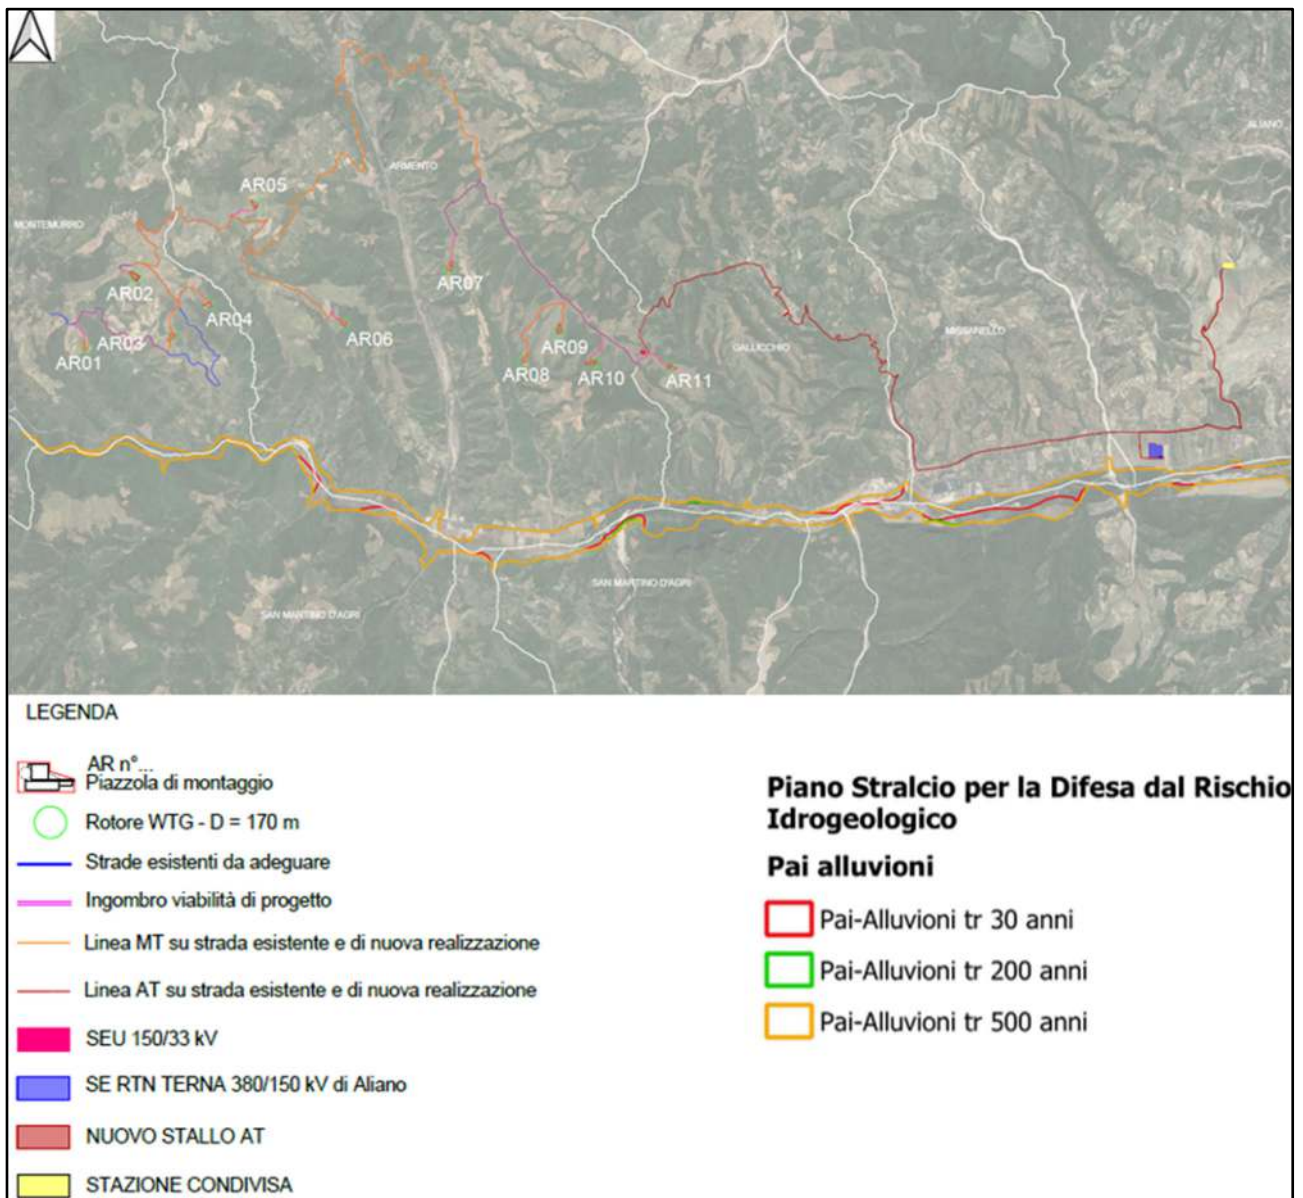 ALIANO
ARMENTO
AR05
MONTEMURRO
AR02
AR07
AR04
AR06
MISSANELLO
AR03
AR01
AR09
GALLICCHIO
AR08
AR10
AR11
SAN MARTINO D'AGRI
SAN MARTINO D'AGRI
LEGENDA
AR n°...
Piazzola di montaggio
Rotore WTG - D = 170 m
Strade esistenti da adeguare
Ingombro viabilità di progetto
Linea MT su strada esistente e di nuova realizzazione
Linea AT su strada esistente e di nuova realizzazione
SEU 150/33 kV
SE RTN TERNA 380/150 kV di Aliano
NUOVO STALLO AT
STAZIONE CONDIVISA
Piano Stralcio per la Difesa dal Rischio
Idrogeologico
Pai alluvioni
Pai-Alluvioni tr 30 anni
Pai-Alluvioni tr 200 anni
Pai-Alluvioni tr 500 anni